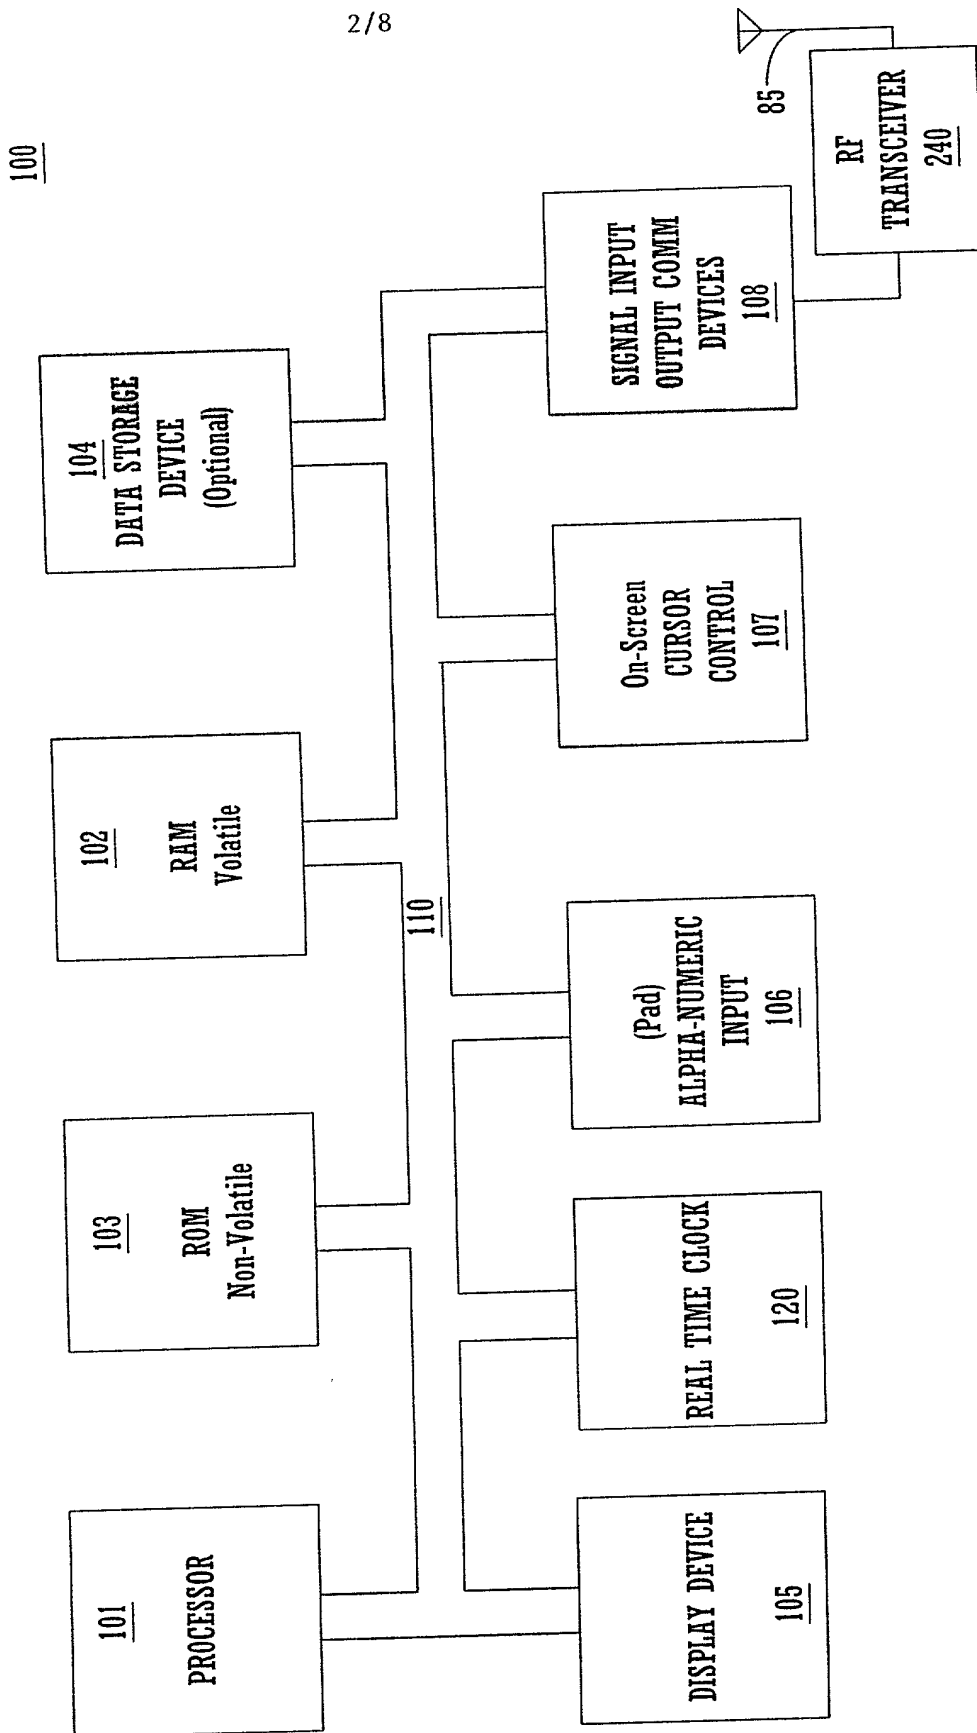 2/8
100
101
PROCESSOR
103
ROM
Non-Volatile
102
RAM
Volatile
104
DATA STORAGE
DEVICE
(Optional)
110
DISPLAY DEVICE
105
REAL TIME CLOCK
120
(Pad)
ALPHA-NUMERIC
INPUT
106
On-Screen
CURSOR
CONTROL
107
SIGNAL INPUT
OUTPUT COMM
DEVICES
108
85
RF
TRANSCEIVER
240